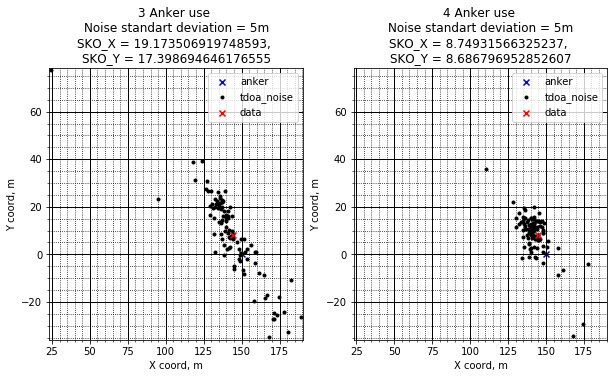 3 Anker use
Noise standart deviation = 5m
SKO_X = 19.173506919748593,
SKO_Y = 17.398694646176555
anker
tdoa_noise
data
60
40
20
0
−20
Y coord, m
25 50 75 100 125 150 175
X coord, m
4 Anker use
Noise standart deviation = 5m
SKO_X = 8.74931566325237,
SKO_Y = 8.686796952852607
anker
tdoa_noise
data
60
40
20
0
−20
Y coord, m
25 50 75 100 125 150 175
X coord, m